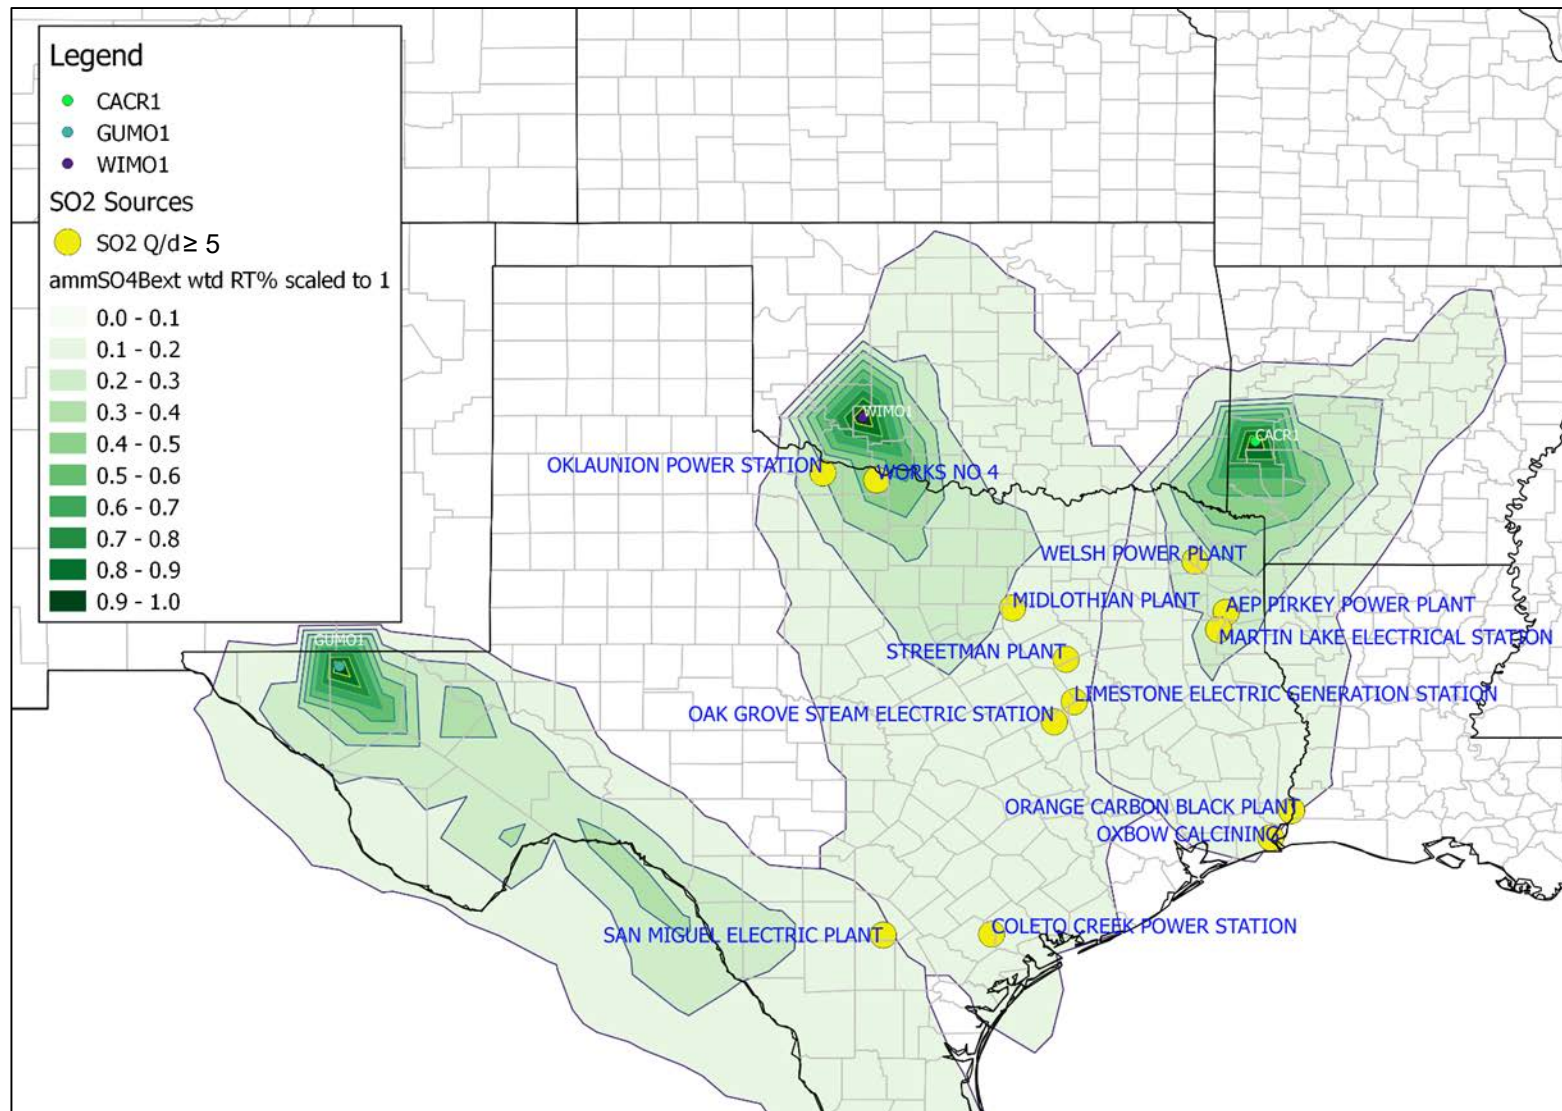 Legend
CACR1
GUMO1
WIMO1
SO2 Sources
SO2 Q/d ≥ 5
ammSO4Bext wtd RT% scaled to 1
0.0 - 0.1
0.1 - 0.2
0.2 - 0.3
0.3 - 0.4
0.4 - 0.5
0.5 - 0.6
0.6 - 0.7
0.7 - 0.8
0.8 - 0.9
0.9 - 1.0
WIMO1
CACR1
OKLAUNION POWER STATION
WORKS NO 4
WELSH POWER PLANT
MIDLOTHIAN PLANT
AEP PIRKEY POWER PLANT
MARTIN LAKE ELECTRICAL STATION
GUMO1
STREETMAN PLANT
LIMESTONE ELECTRIC GENERATION STATION
OAK GROVE STEAM ELECTRIC STATION
ORANGE CARBON BLACK PLANT
OXBOW CALCINING
SAN MIGUEL ELECTRIC PLANT
COLETO CREEK POWER STATION